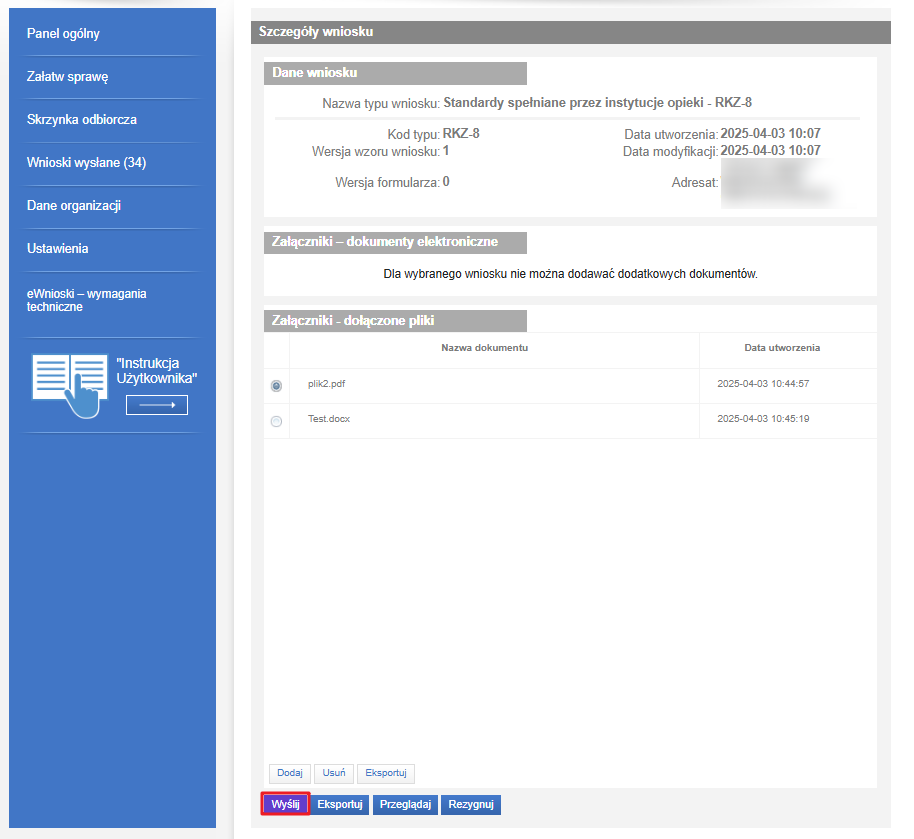 Panel ogólny
Załatw sprawę
Skrzynka odbiorcza
Wnioski wysłane (34)
Dane organizacji
Ustawienia
eWnioski – wymagania
techniczne
"Instrukcja
Użytkownika"
Szczegóły wniosku
Dane wniosku
Nazwa typu wniosku: Standardy spełniane przez instytucje opieki - RKZ-8
Kod typu: RKZ-8 Data utworzenia: 2025-04-03 10:07
Wersja wzoru wniosku: 1 Data modyfikacji: 2025-04-03 10:07
Wersja formularza: 0 Adresat:
Załączniki – dokumenty elektroniczne
Dla wybranego wniosku nie można dodawać dodatkowych dokumentów.
Załączniki - dołączone pliki
Nazwa dokumentu Data utworzenia
plik2.pdf 2025-04-03 10:44:57
Test.docx 2025-04-03 10:45:19
Dodaj Usuń Eksportuj
Wyślij Eksportuj Przeglądaj Rezygnuj